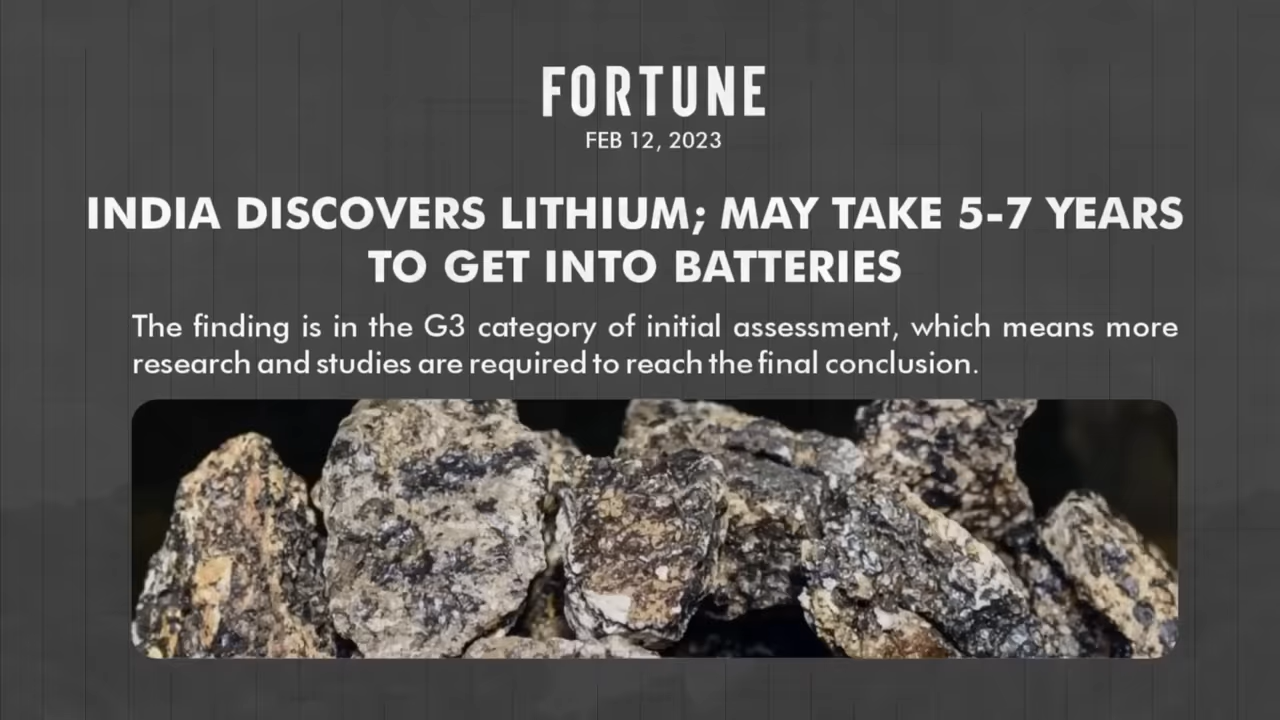 FORTUNE
FEB 12, 2023
INDIA DISCOVERS LITHIUM; MAY TAKE 5-7 YEARS
TO GET INTO BATTERIES
The finding is in the G3 category of initial assessment, which means more
research and studies are required to reach the final conclusion.